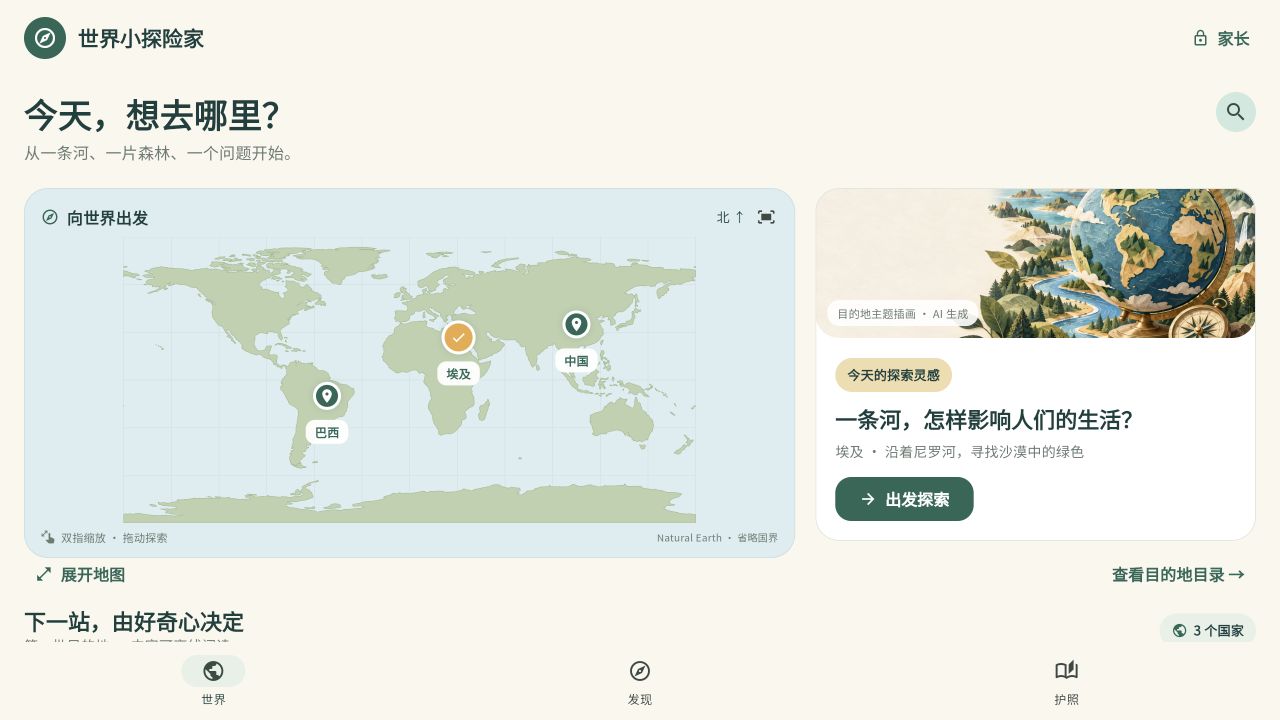 世界小探险家
家长
今天，想去哪里？
从一条河、一片森林、一个问题开始。
向世界出发
北 ↑
埃及
中国
巴西
双指缩放 · 拖动探索
Natural Earth · 省略国界
目的地主题插画 · AI 生成
今天的探索灵感
一条河，怎样影响人们的生活？
埃及 · 沿着尼罗河，寻找沙漠中的绿色
→ 出发探索
展开地图
查看目的地目录 →
下一站，由好奇心决定
3 个国家
世界
发现
护照